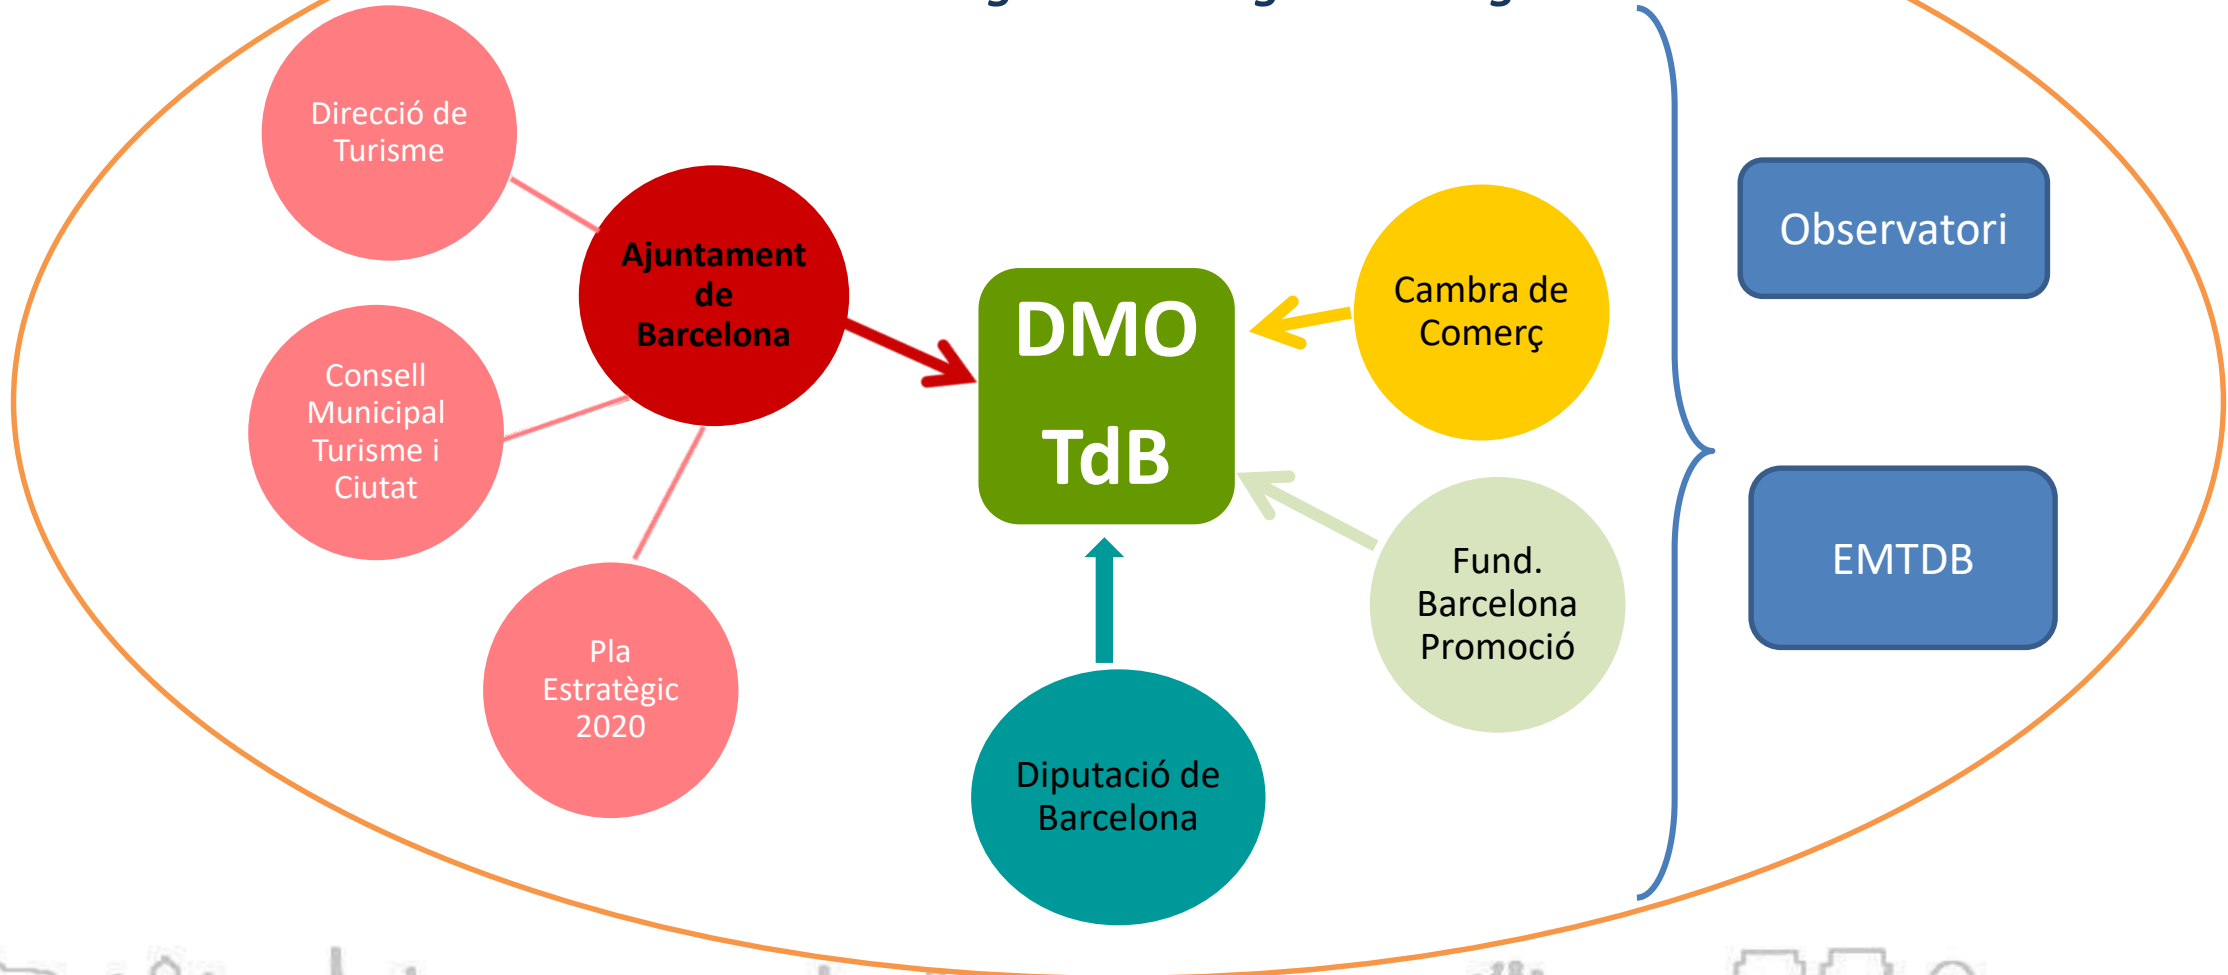 Direcció de
Turisme
Ajuntament
de
Barcelona
Consell
Municipal
Turisme i
Ciutat
Pla
Estratègic
2020
DMO
TdB
Cambra de
Comerç
Fund.
Barcelona
Promoció
Diputació de
Barcelona
Observatori
EMTDB